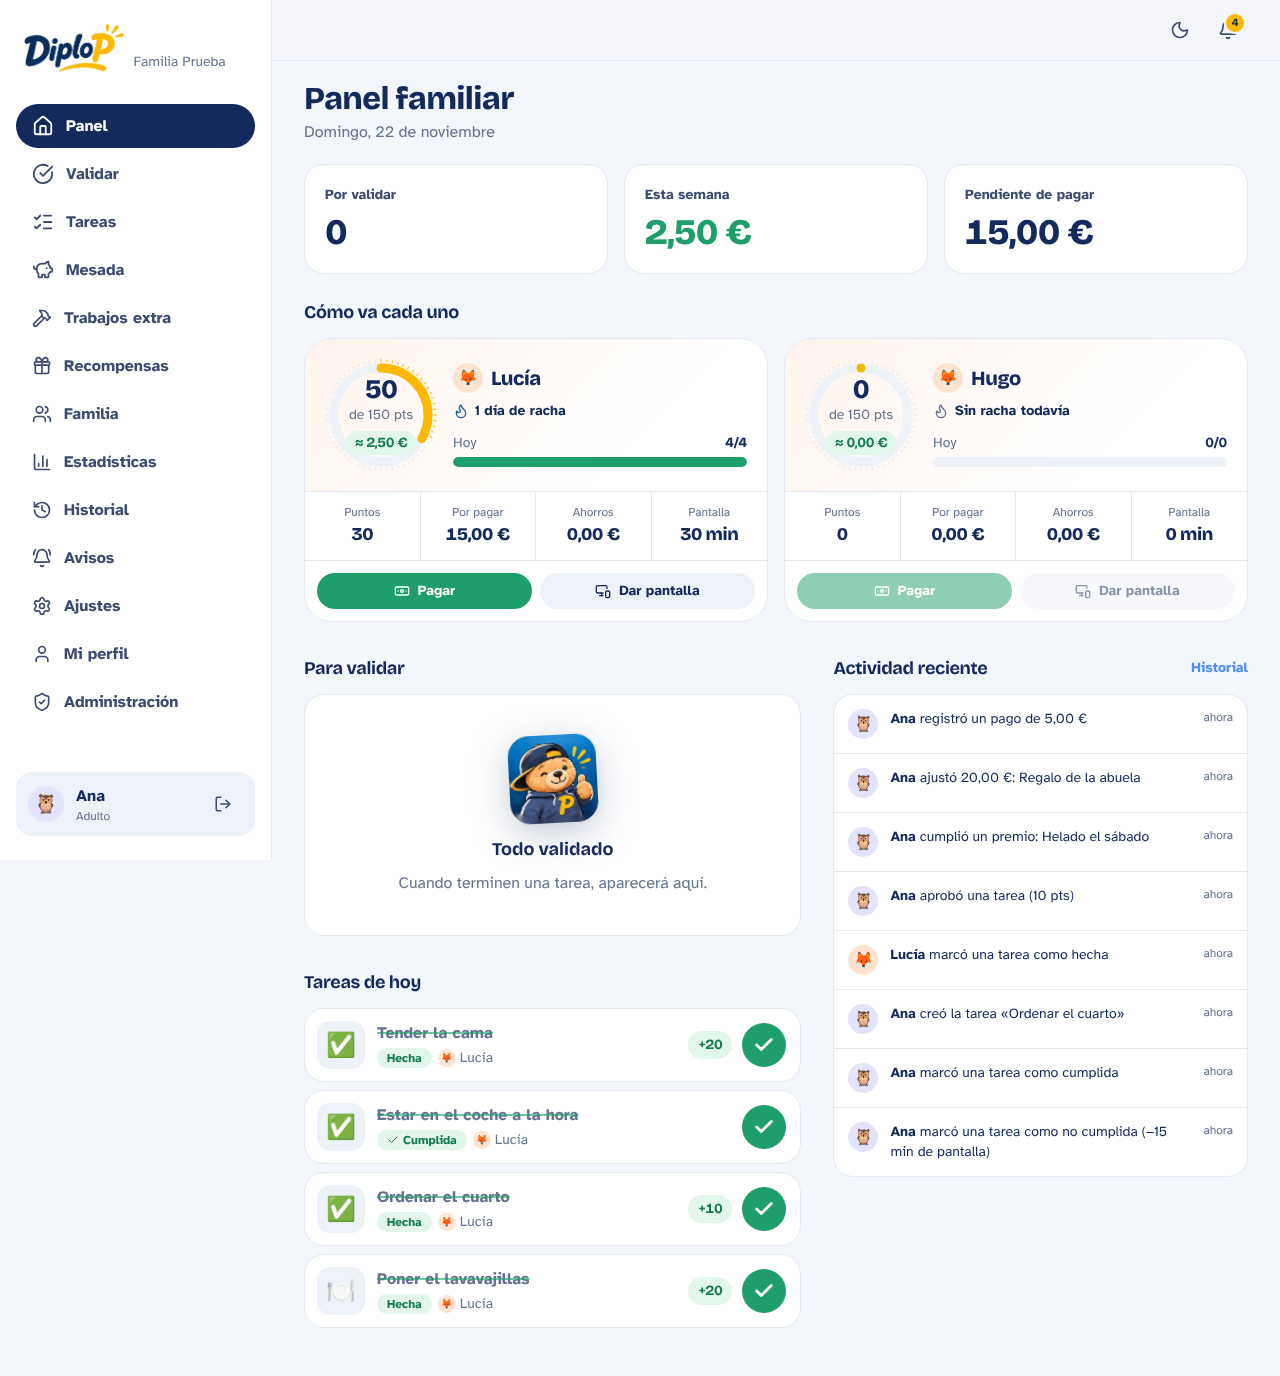 DiploP
Familia Prueba
Panel
Validar
Tareas
Mesada
Trabajos extra
Recompensas
Familia
Estadísticas
Historial
Avisos
Ajustes
Mi perfil
Administración
Ana
Adulto
4
Panel familiar
Domingo, 22 de noviembre
Por validar
0
Esta semana
2,50 €
Pendiente de pagar
15,00 €
Cómo va cada uno
50
de 150 pts
≈ 2,50 €
Lucía
1 día de racha
Hoy 4/4
Puntos
30
Por pagar
15,00 €
Ahorros
0,00 €
Pantalla
30 min
Pagar
Dar pantalla
0
de 150 pts
≈ 0,00 €
Hugo
Sin racha todavía
Hoy 0/0
Puntos
0
Por pagar
0,00 €
Ahorros
0,00 €
Pantalla
0 min
Pagar
Dar pantalla
Para validar
P
Todo validado
Cuando terminen una tarea, aparecerá aquí.
Tareas de hoy
Tender la cama
Hecha Lucía
+20
Estar en el coche a la hora
Cumplida Lucía
Ordenar el cuarto
Hecha Lucía
+10
Poner el lavavajillas
Hecha Lucía
+20
Actividad reciente
Historial
Ana registró un pago de 5,00 € ahora
Ana ajustó 20,00 €: Regalo de la abuela ahora
Ana cumplió un premio: Helado el sábado ahora
Ana aprobó una tarea (10 pts) ahora
Lucía marcó una tarea como hecha ahora
Ana creó la tarea «Ordenar el cuarto» ahora
Ana marcó una tarea como cumplida ahora
Ana marcó una tarea como no cumplida (−15 ahora
min de pantalla)